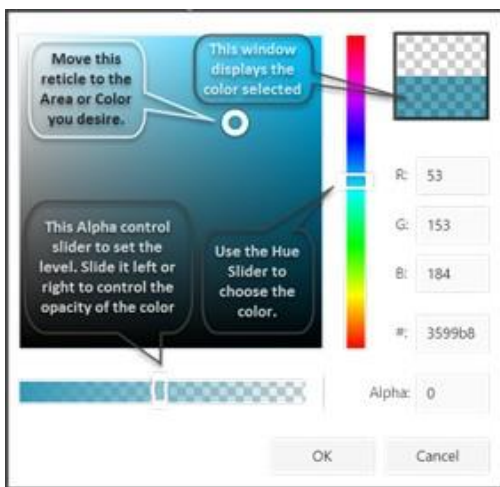 Move this
reticle to the
Area or Color
you desire.
This window
displays the
color selected
R: 53
G: 153
This Alpha control
slider to set the
level. Slide it left or
right to control the
opacity of the color
Use the Hue
Slider to
choose the
color.
B: 184
#: 3599b8
Alpha: 0
OK
Cancel